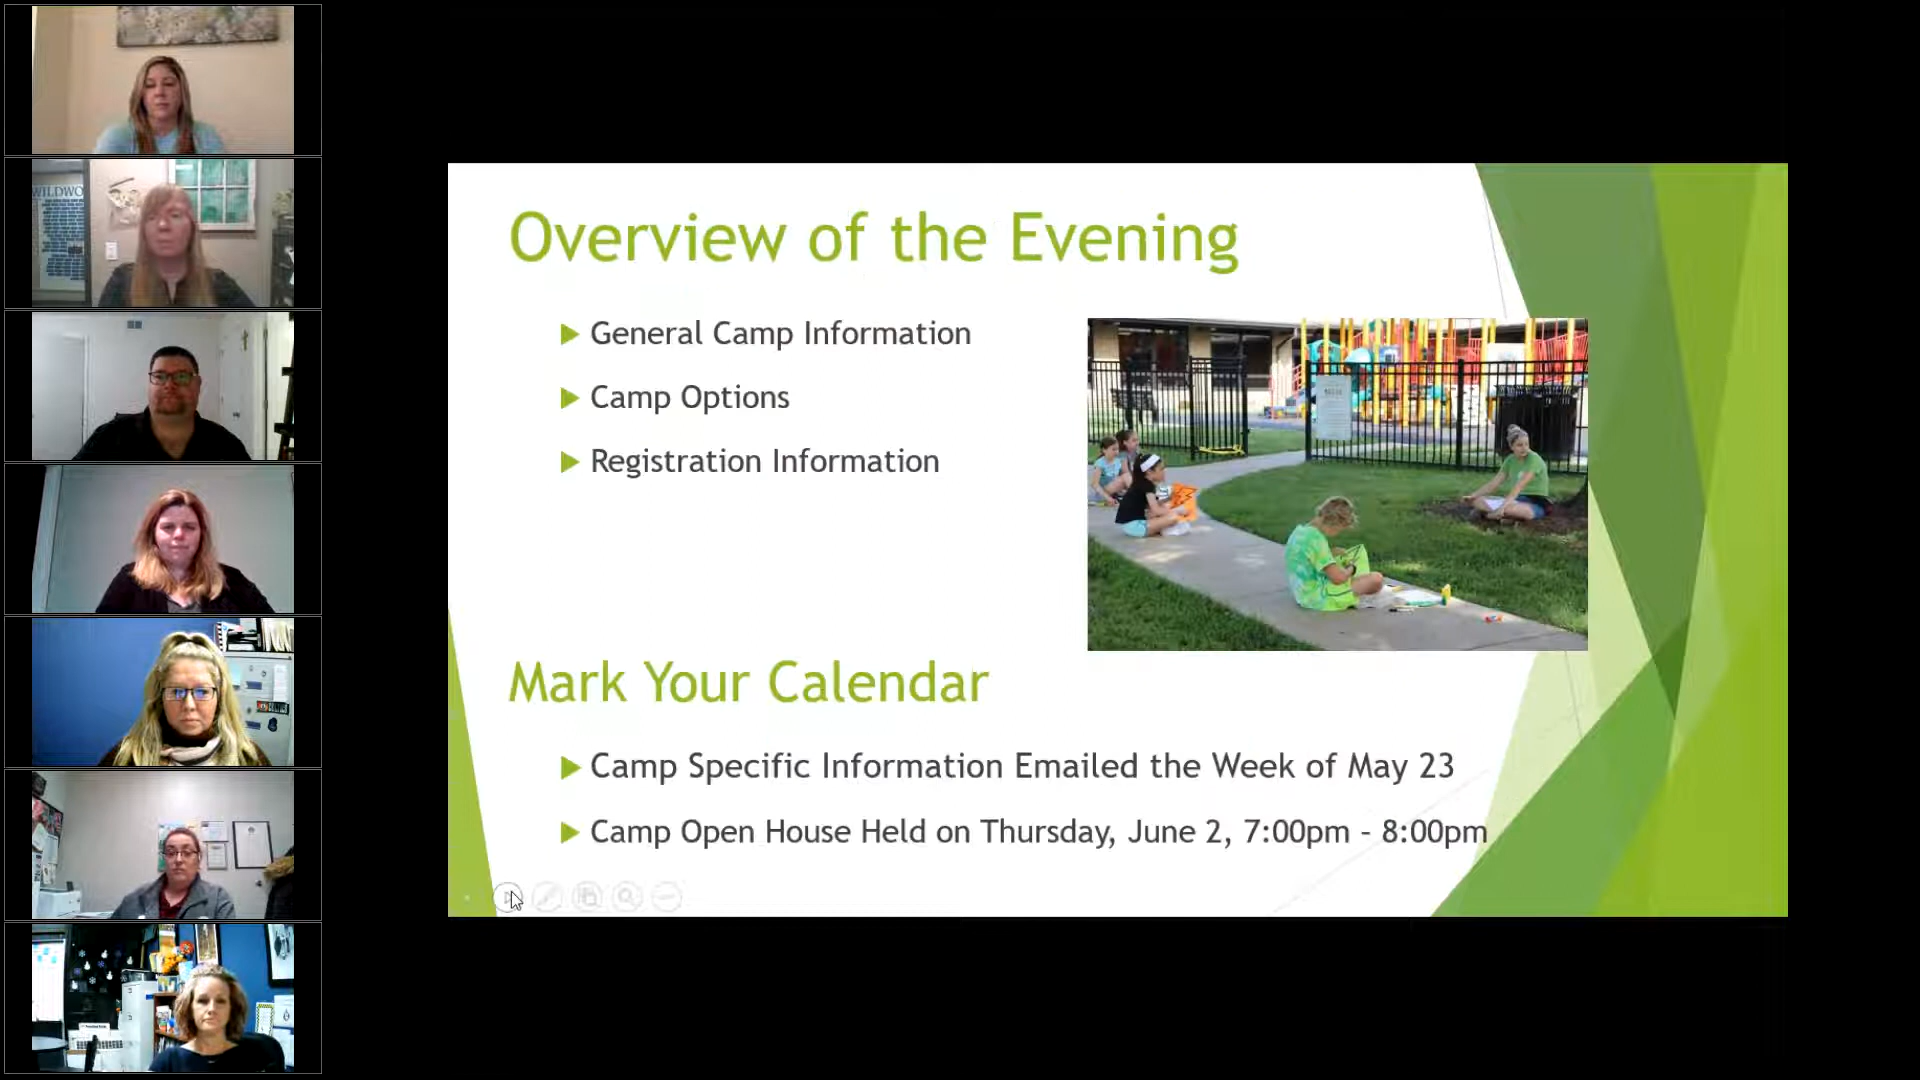 WILDWO
Overview of the Evening
General Camp Information
Camp Options
Registration Information
Mark Your Calendar
Camp Specific Information Emailed the Week of May 23
Camp Open House Held on Thursday, June 2, 7:00pm - 8:00pm